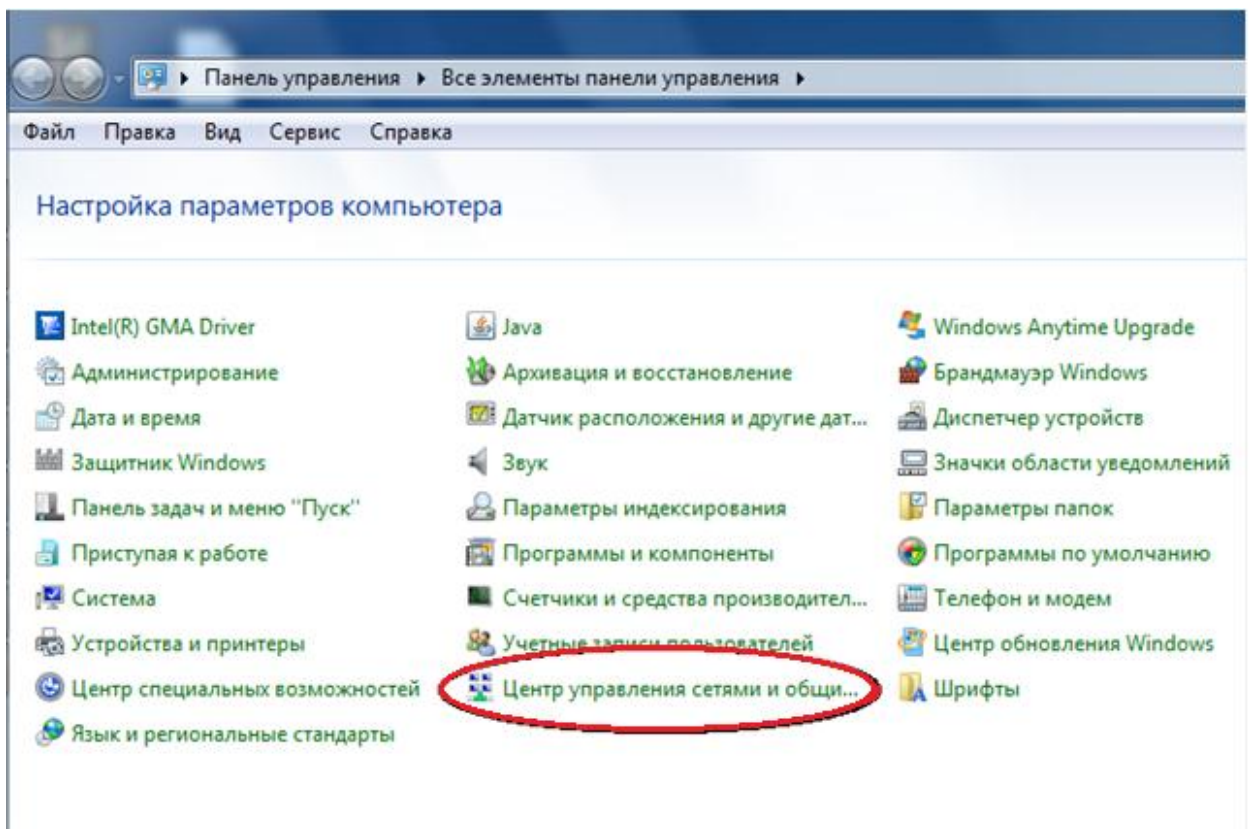 Панель управления ▸ Все элементы панели управления ▸
Файл Правка Вид Сервис Справка
Настройка параметров компьютера
Intel(R) GMA Driver Java Windows Anytime Upgrade
Администрирование Архивация и восстановление Брандмауэр Windows
Дата и время Датчик расположения и другие дат... Диспетчер устройств
Защитник Windows Звук Значки области уведомлений
Панель задач и меню "Пуск" Параметры индексирования Параметры папок
Приступая к работе Программы и компоненты Программы по умолчанию
Система Счетчики и средства производител... Телефон и модем
Устройства и принтеры Учетные записи пользователей Центр обновления Windows
Центр специальных возможностей Центр управления сетями и общи... Шрифты
Язык и региональные стандарты